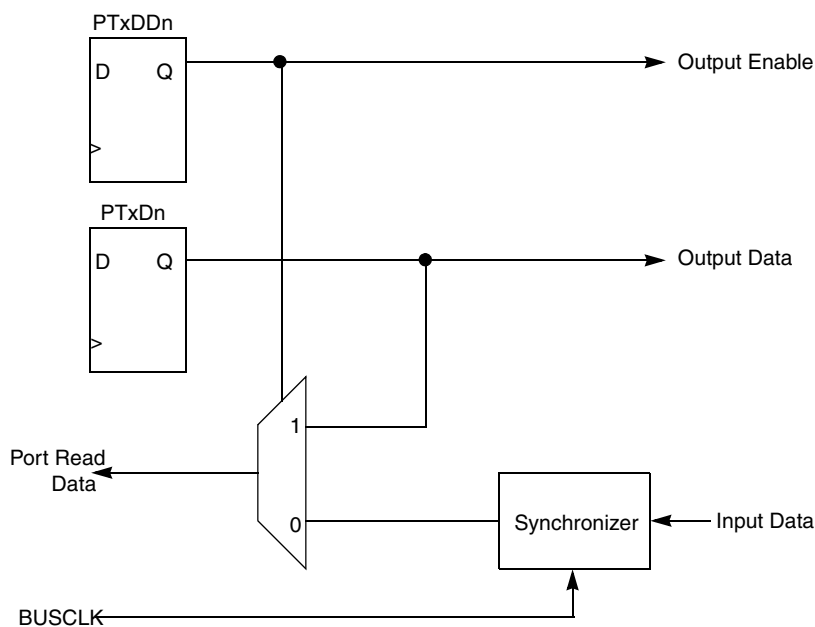 PTxDDn
D Q
Output Enable
>
PTxDn
D Q
Output Data
>
1
Port Read
Data
0
Synchronizer
Input Data
BUSCLK